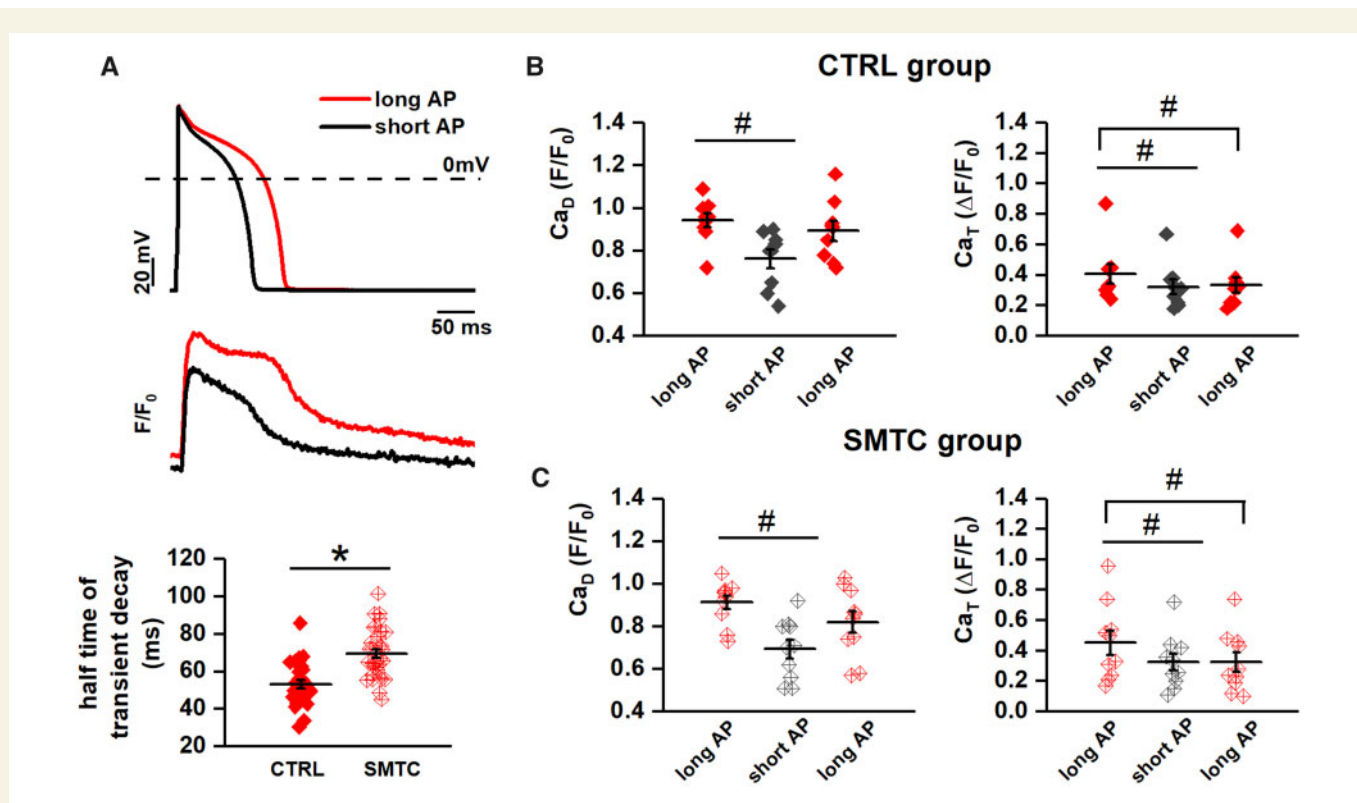 A
long AP
short AP
0mV
20 mV
50 ms
F/F0
half time of
transient decay
(ms)
120
100
80
60
40
20
*
CTRL
SMTC
B
CTRL group
CaD (F/F0)
1.4
1.2
1.0
0.8
0.6
0.4
#
long AP
short AP
long AP
CaT (ΔF/F0)
1.4
1.2
1.0
0.8
0.6
0.4
0.2
0.0
#
#
long AP
short AP
long AP
SMTC group
C
CaD (F/F0)
1.4
1.2
1.0
0.8
0.6
0.4
#
long AP
short AP
long AP
CaT (ΔF/F0)
1.4
1.2
1.0
0.8
0.6
0.4
0.2
0.0
#
#
long AP
short AP
long AP